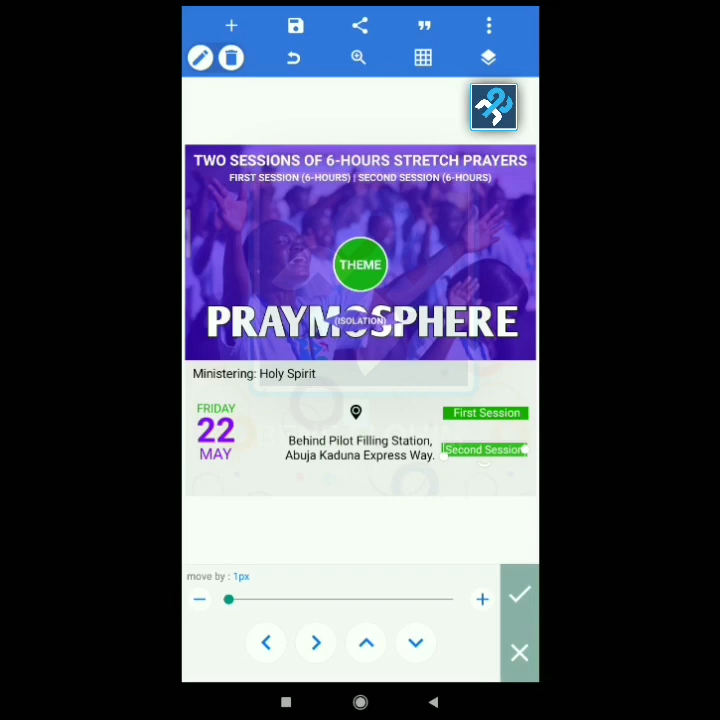 TWO SESSIONS OF 6-HOURS STRETCH PRAYERS
FIRST SESSION (6-HOURS) | SECOND SESSION (6-HOURS)
THEME
PRAYMOSPHERE
(ISOLATION)
Ministering: Holy Spirit
FRIDAY
22
MAY
Behind Pilot Filling Station,
Abuja Kaduna Express Way.
First Session
Second Session
move by : 1px